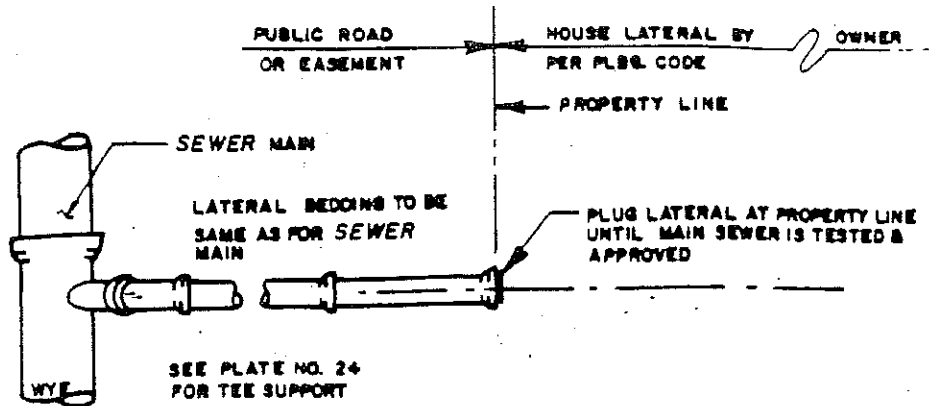 PUBLIC ROAD
OR EASEMENT
HOUSE LATERAL BY OWNER
PER PLBG. CODE
PROPERTY LINE
SEWER MAIN
LATERAL BEDDING TO BE
SAME AS FOR SEWER
MAIN
PLUG LATERAL AT PROPERTY LINE
UNTIL MAIN SEWER IS TESTED &
APPROVED
WYE
SEE PLATE NO. 24
FOR TEE SUPPORT